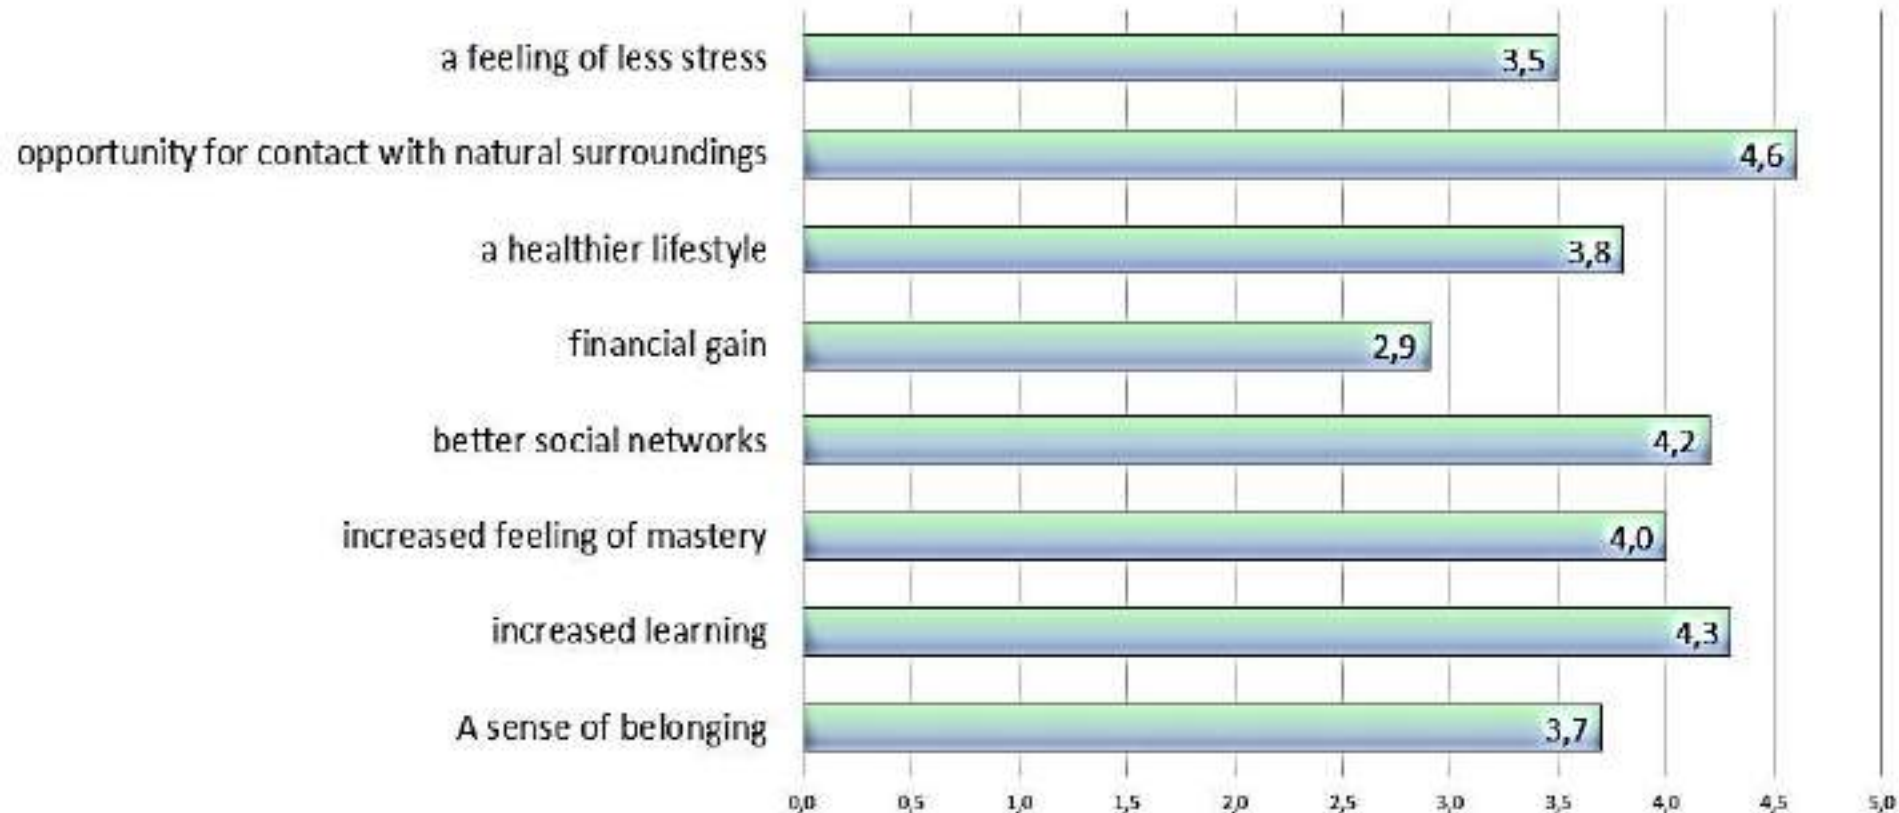 a feeling of less stress 3,5
opportunity for contact with natural surroundings 4,6
a healthier lifestyle 3,8
financial gain 2,9
better social networks 4,2
increased feeling of mastery 4,0
increased learning 4,3
A sense of belonging 3,7
0,0 0,5 1,0 1,5 2,0 2,5 3,0 3,5 4,0 4,5 5,0